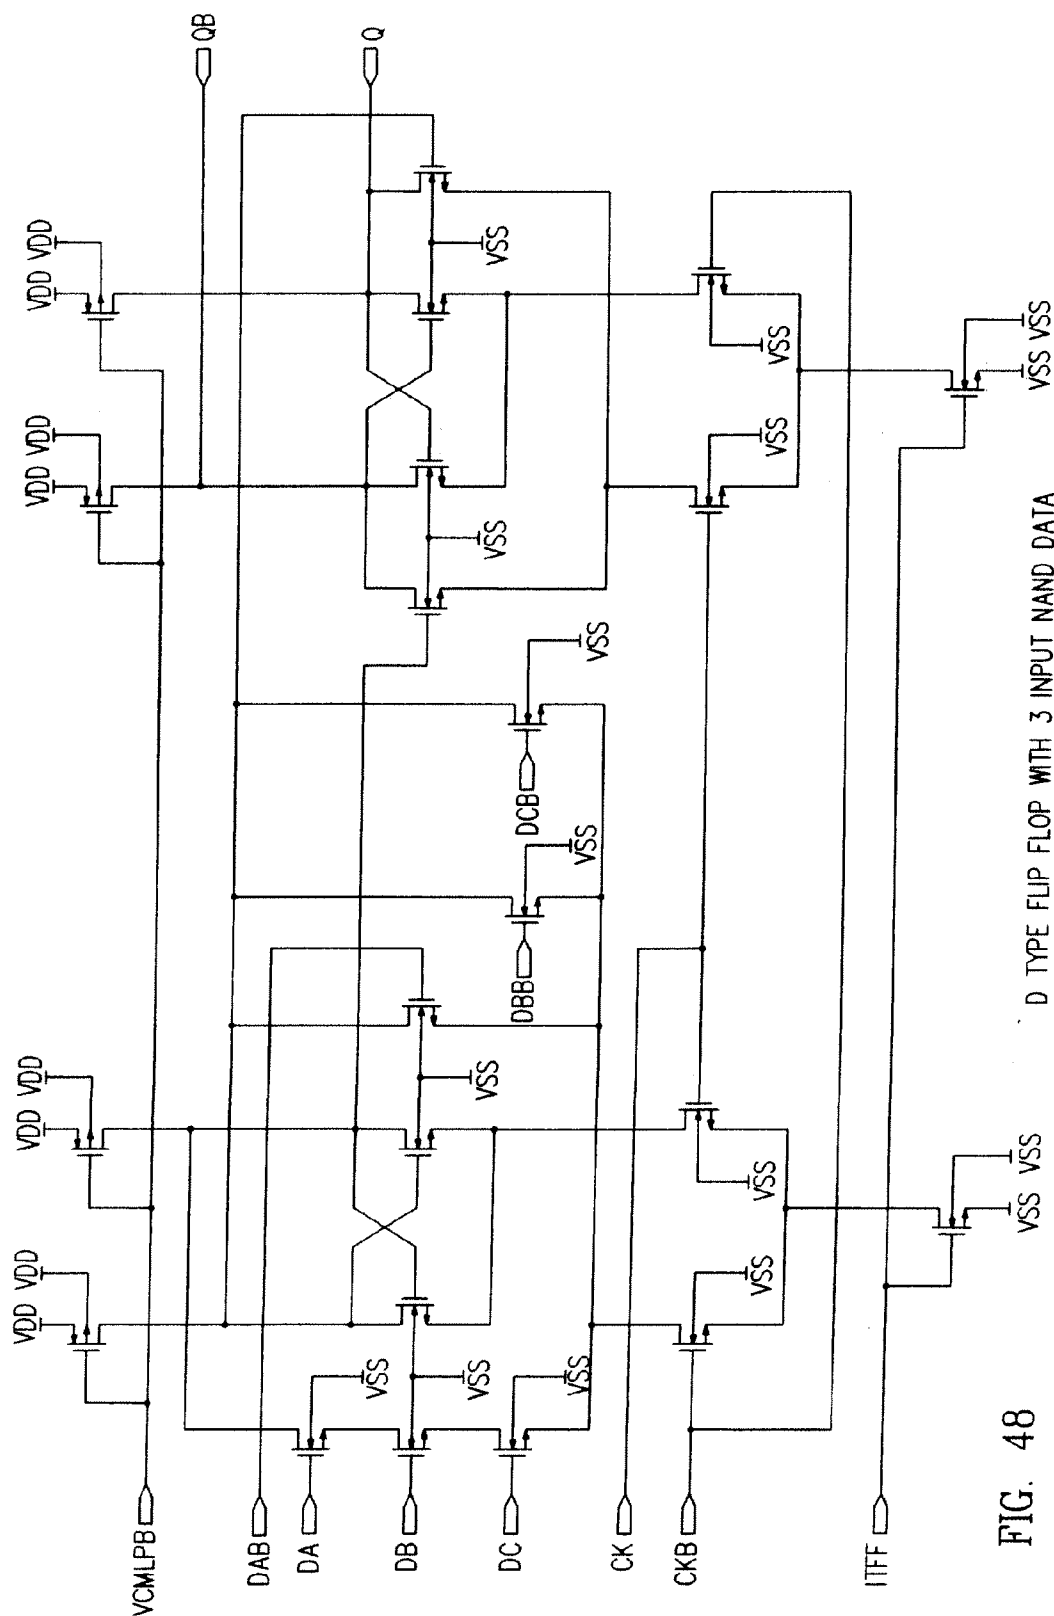 VDD VDD
VDD VDD
VDD VDD
VDD VDD
VCMLPB
QB
DAB
DA
VSS
Q
DB
VSS
VSS
VSS
VSS
DC
VSS
DBB
VSS
DCB
VSS
CK
CKB
VSS
VSS
VSS
VSS
ITFF
VSS VSS
VSS VSS
FIG. 48
D TYPE FLIP FLOP WITH 3 INPUT NAND DATA